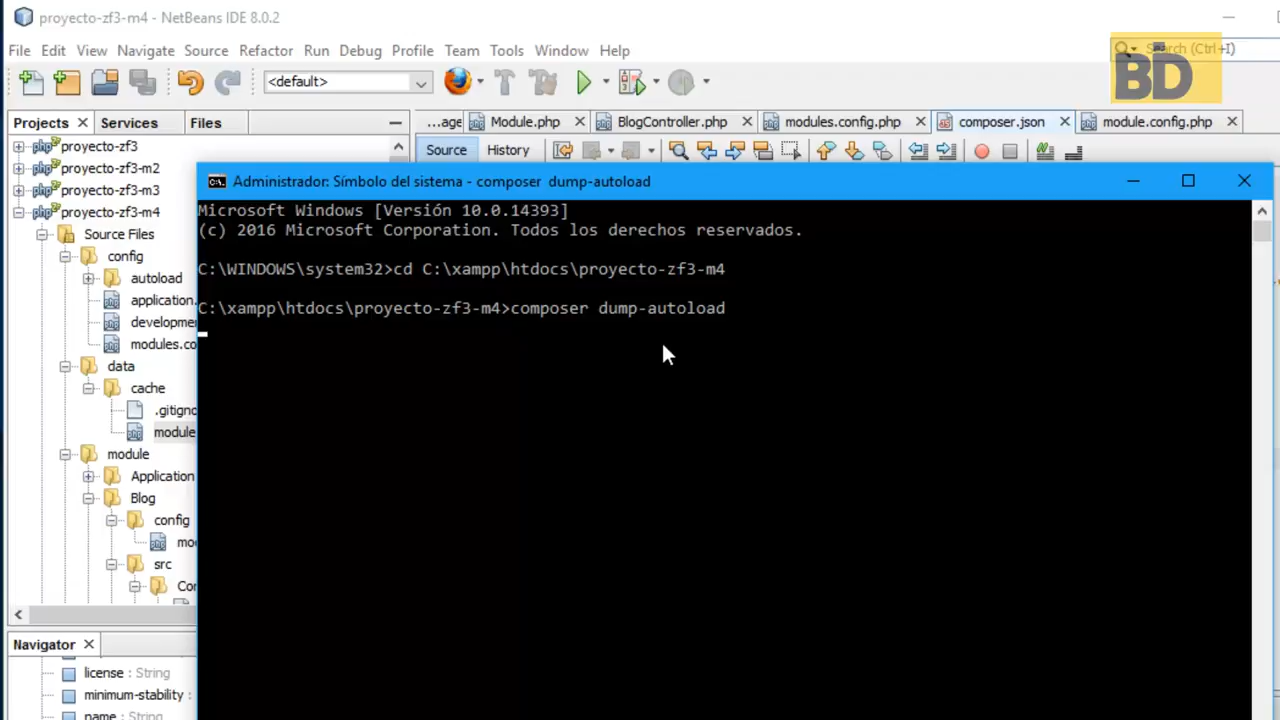 proyecto-zf3-m4 - NetBeans IDE 8.0.2
File Edit View Navigate Source Refactor Run Debug Profile Team Tools Window Help
Search (Ctrl+I)
BD
<default>
Projects Services Files
...age Module.php BlogController.php modules.config.php composer.json module.config.php
Source History
proyecto-zf3
proyecto-zf3-m2
proyecto-zf3-m3
proyecto-zf3-m4
Source Files
config
autoload
application.
developme
modules.co
data
cache
.gitigno
module
module
Application
Blog
config
mo
src
Co
Administrador: Símbolo del sistema - composer dump-autoload
Microsoft Windows [Versión 10.0.14393]
(c) 2016 Microsoft Corporation. Todos los derechos reservados.
C:\WINDOWS\system32>cd C:\xampp\htdocs\proyecto-zf3-m4
C:\xampp\htdocs\proyecto-zf3-m4>composer dump-autoload
Navigator
license : String
minimum-stability
name : String